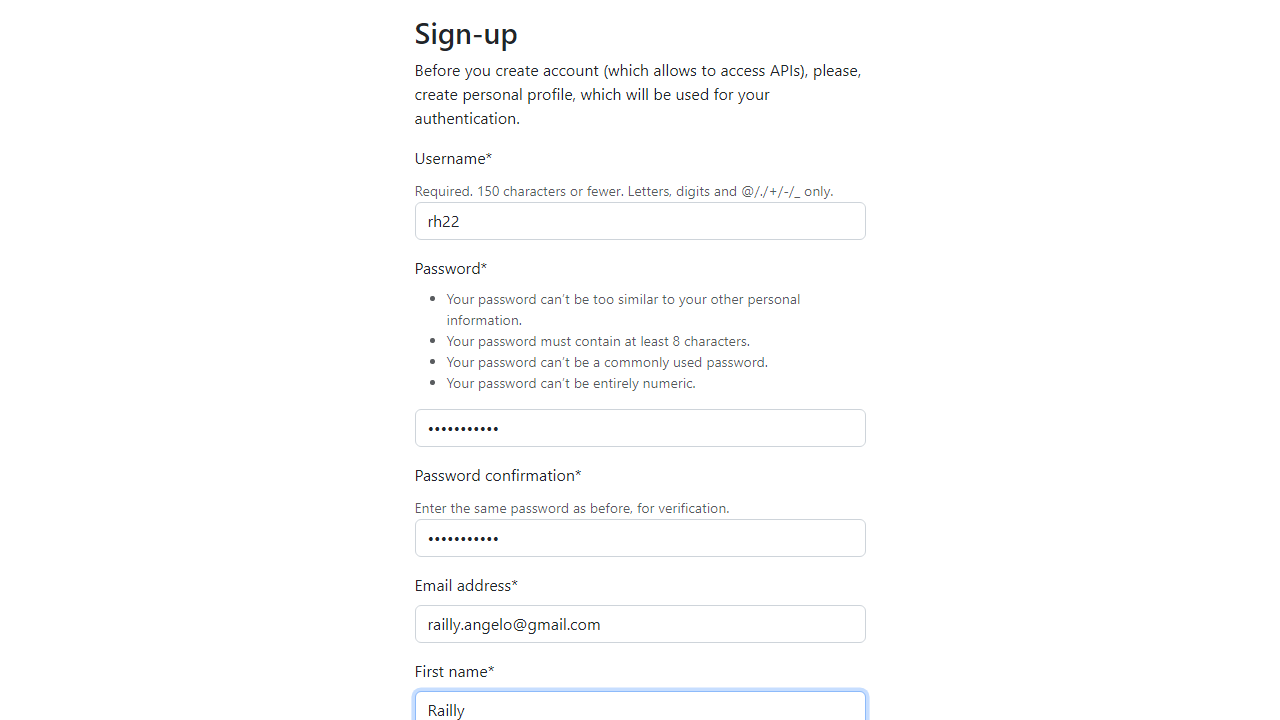 Sign-up
Before you create account (which allows to access APIs), please,
create personal profile, which will be used for your
authentication.
Username*
Required. 150 characters or fewer. Letters, digits and @/./+/-/_ only.
rh22
Password*
Your password can't be too similar to your other personal
information.
Your password must contain at least 8 characters.
Your password can't be a commonly used password.
Your password can't be entirely numeric.
•••••••••••
Password confirmation*
Enter the same password as before, for verification.
•••••••••••
Email address*
railly.angelo@gmail.com
First name*
Railly